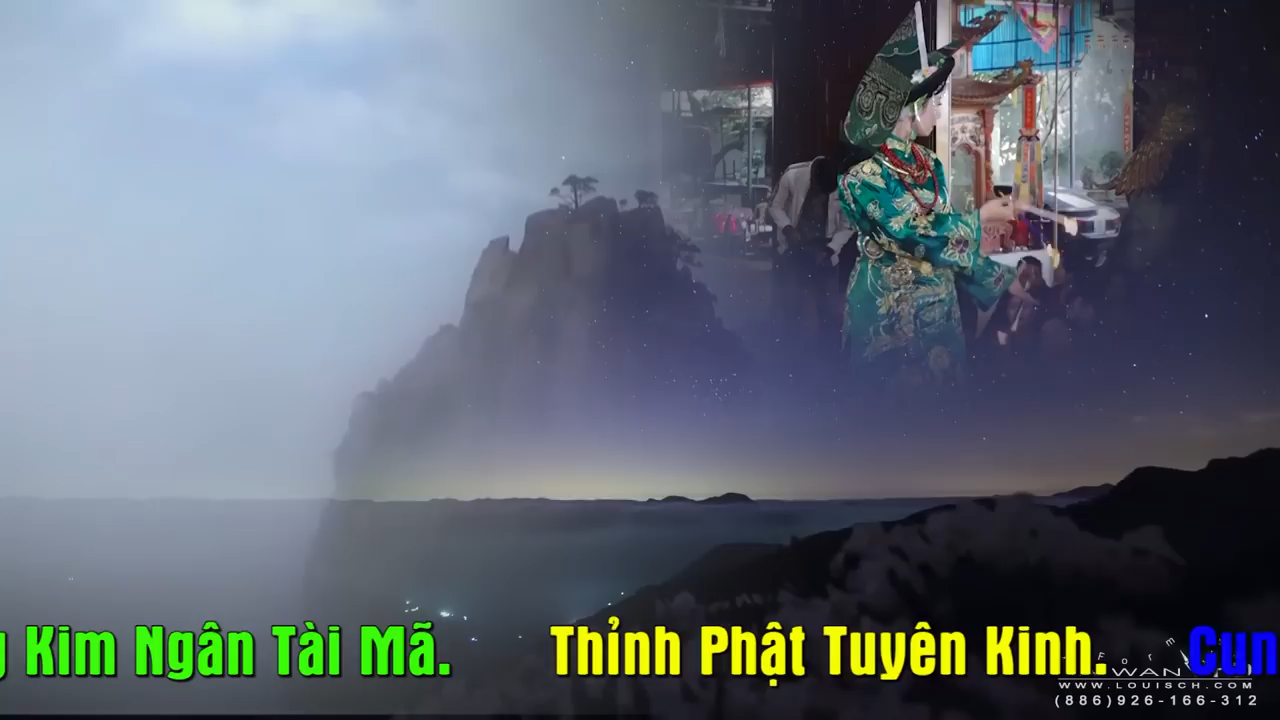 Kim Ngân Tài Mã. Thỉnh Phật Tuyên Kinh. Cun
WWW.LOUISCH.COM
(886)926-166-312